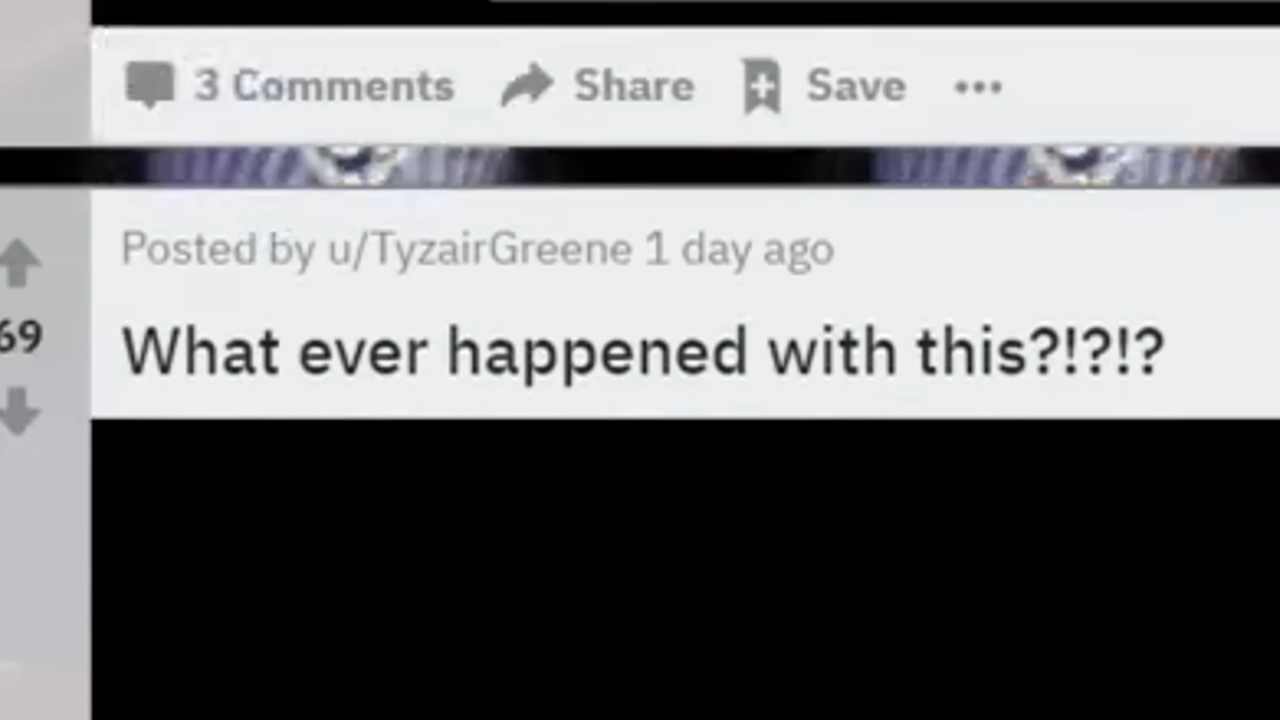 3 Comments Share Save
Posted by u/TyzairGreene 1 day ago
69
What ever happened with this?!?!?